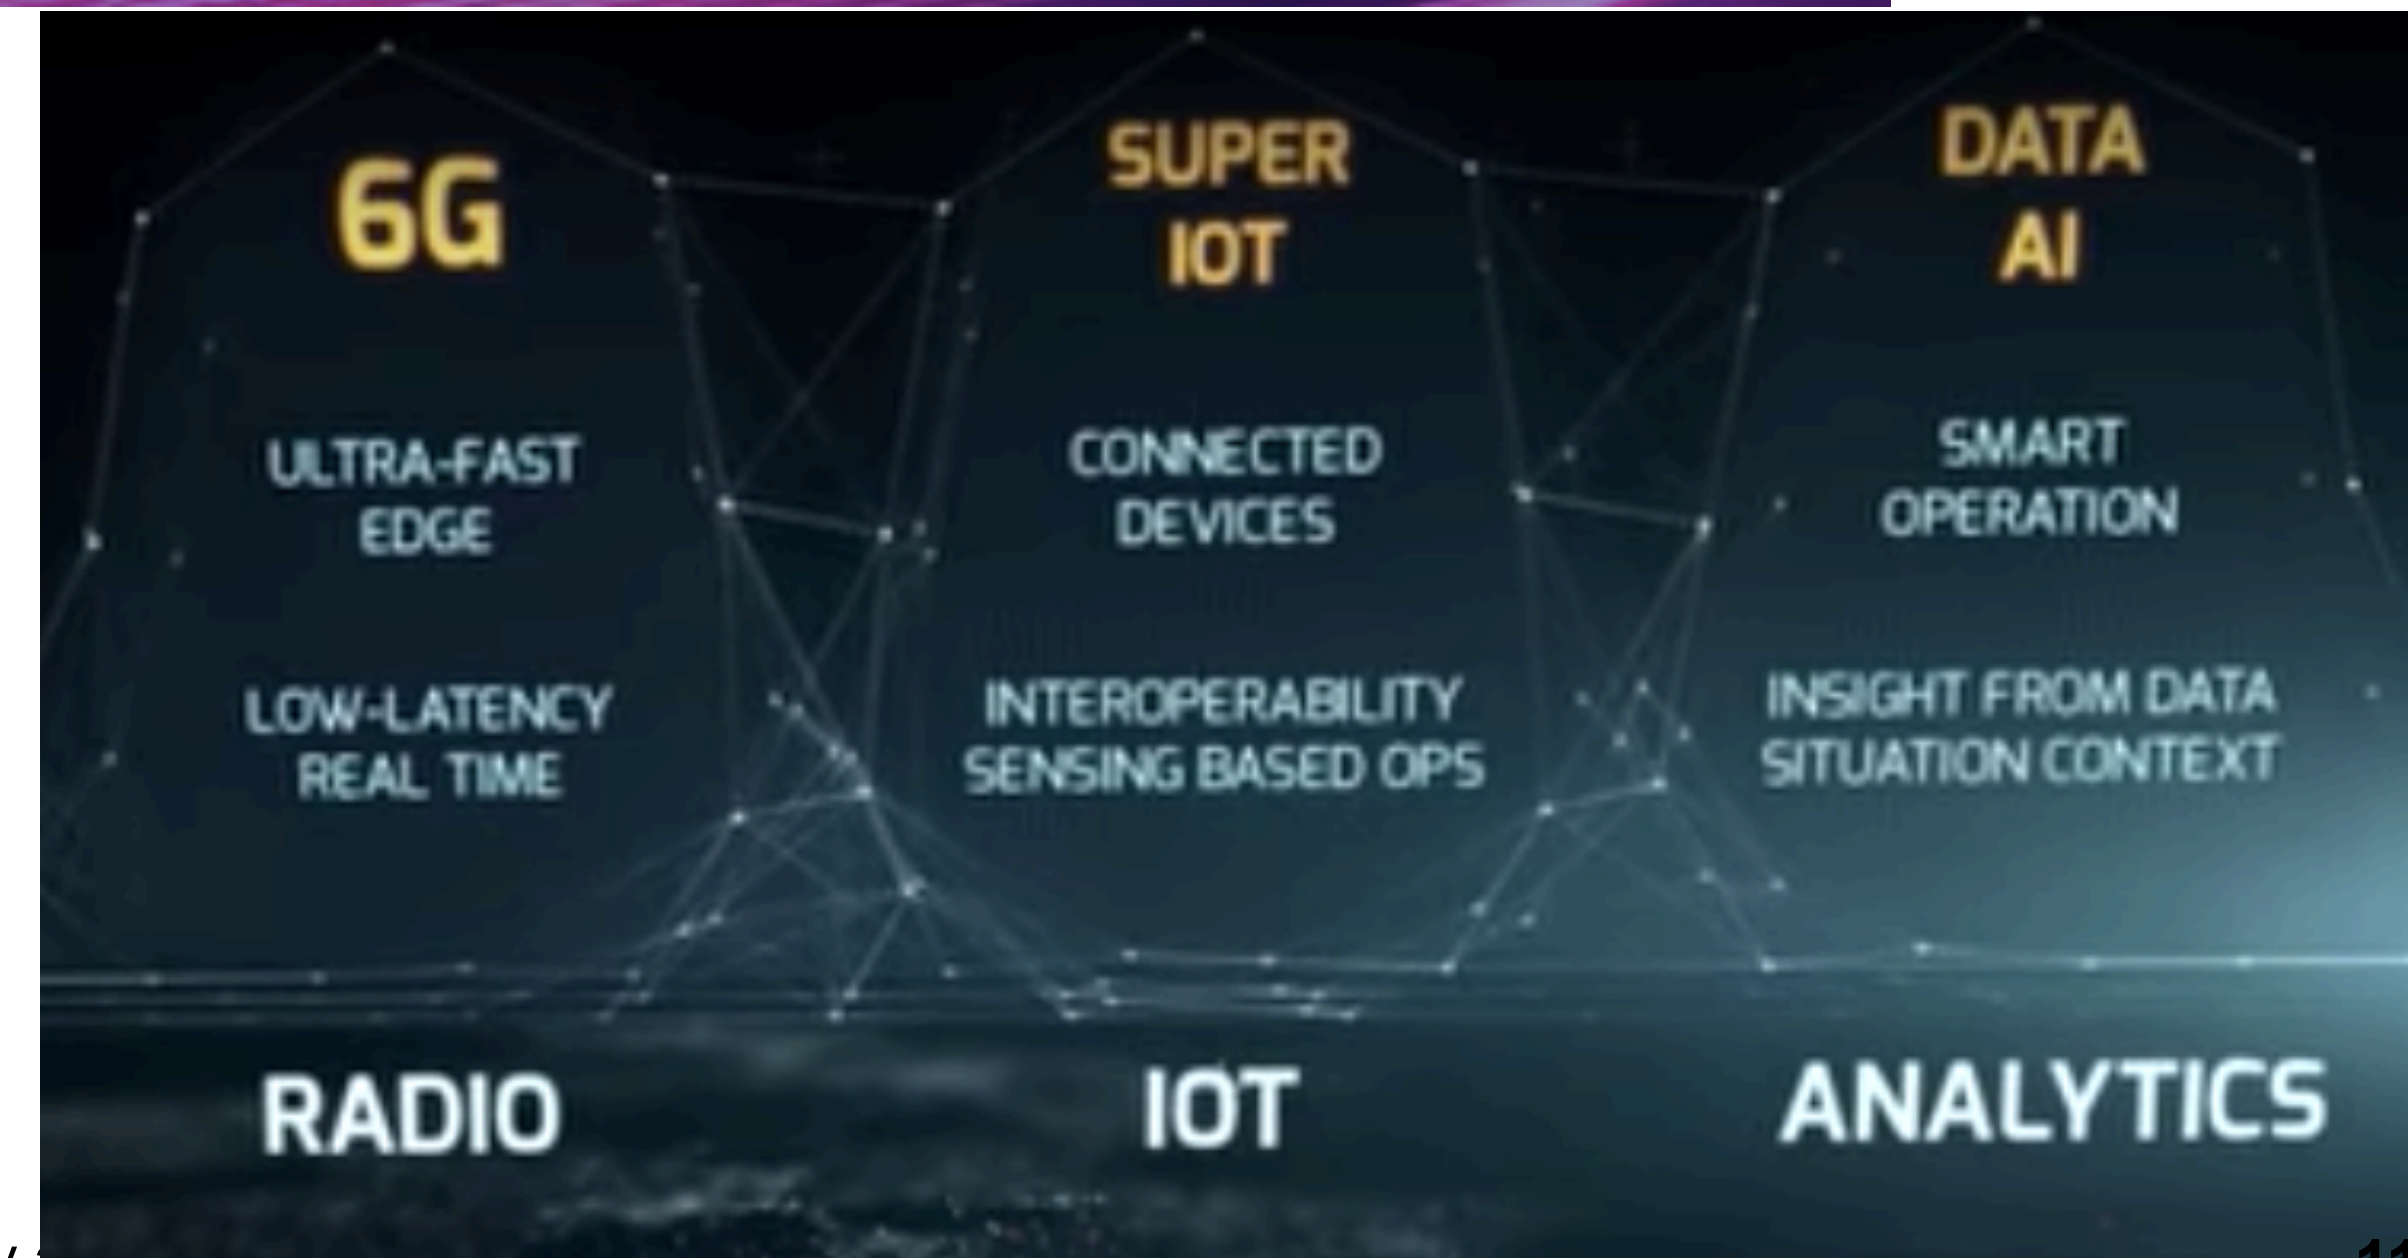 6G
ULTRA-FAST
EDGE
LOW-LATENCY
REAL TIME
RADIO
SUPER
IOT
CONNECTED
DEVICES
INTEROPERABILITY
SENSING BASED OPS
IOT
DATA
AI
SMART
OPERATION
INSIGHT FROM DATA
SITUATION CONTEXT
ANALYTICS